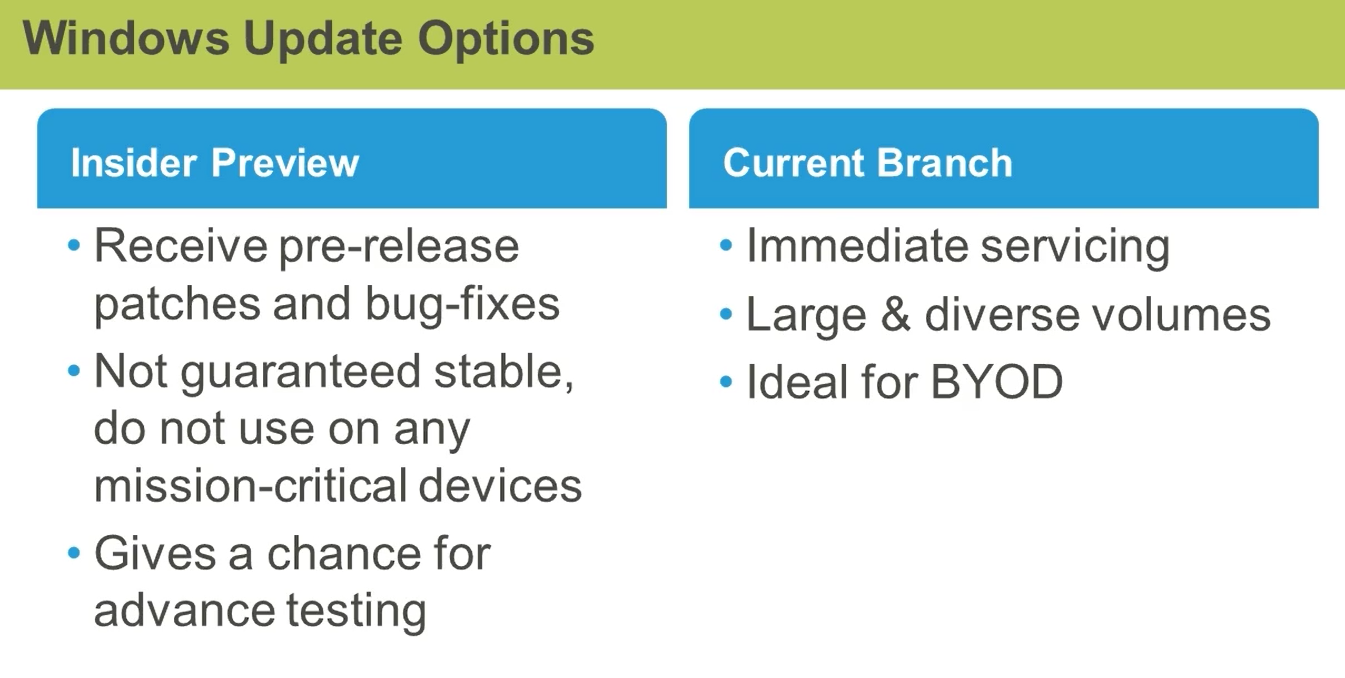 Windows Update Options
Insider Preview
• Receive pre-release
patches and bug-fixes
• Not guaranteed stable,
do not use on any
mission-critical devices
• Gives a chance for
advance testing
Current Branch
• Immediate servicing
• Large & diverse volumes
• Ideal for BYOD